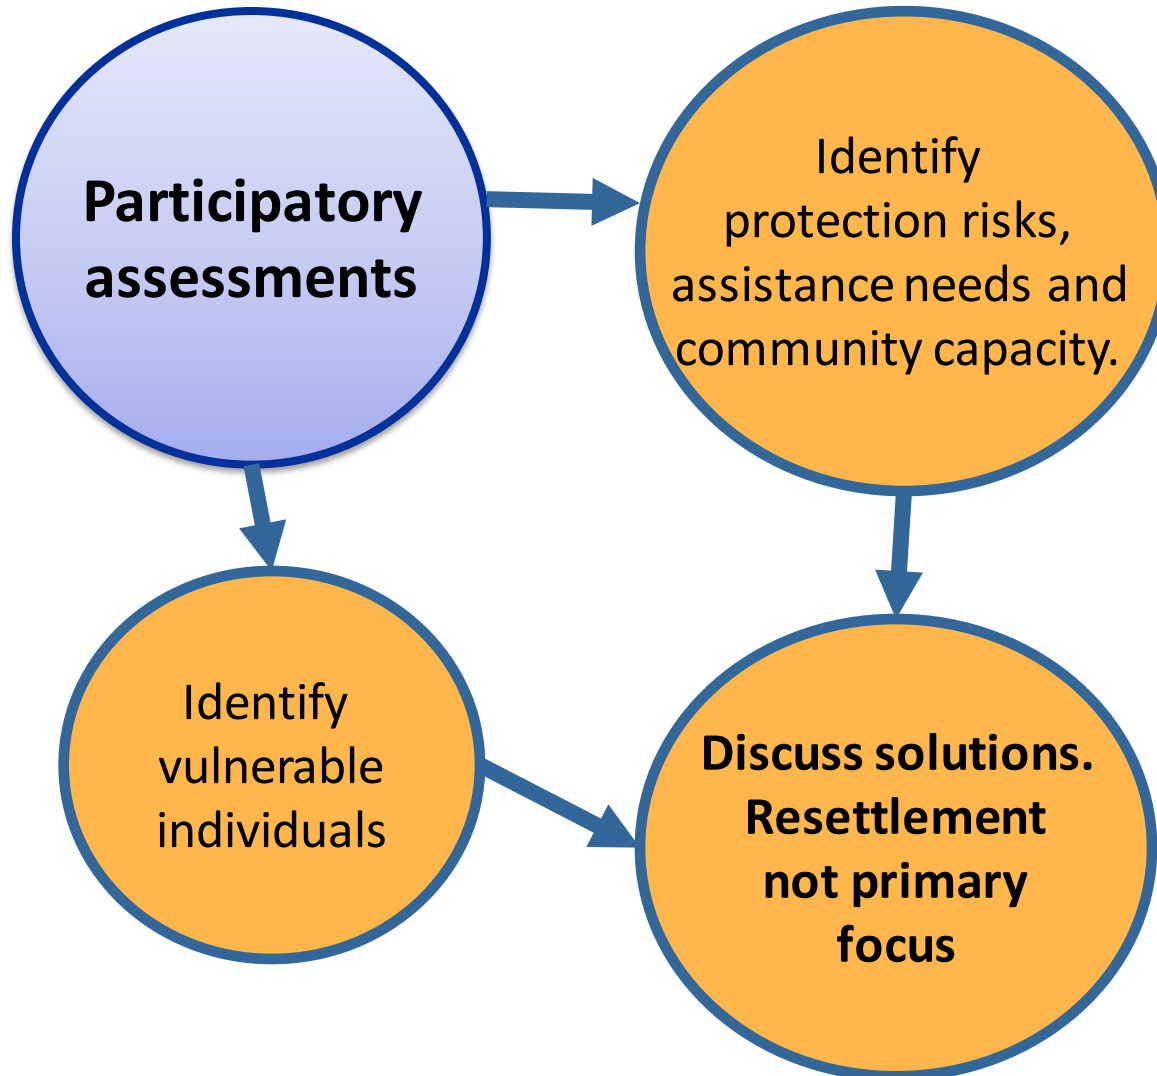 Participatory
assessments
Identify
protection risks,
assistance needs and
community capacity.
Identify
vulnerable
individuals
Discuss solutions.
Resettlement
not primary
focus